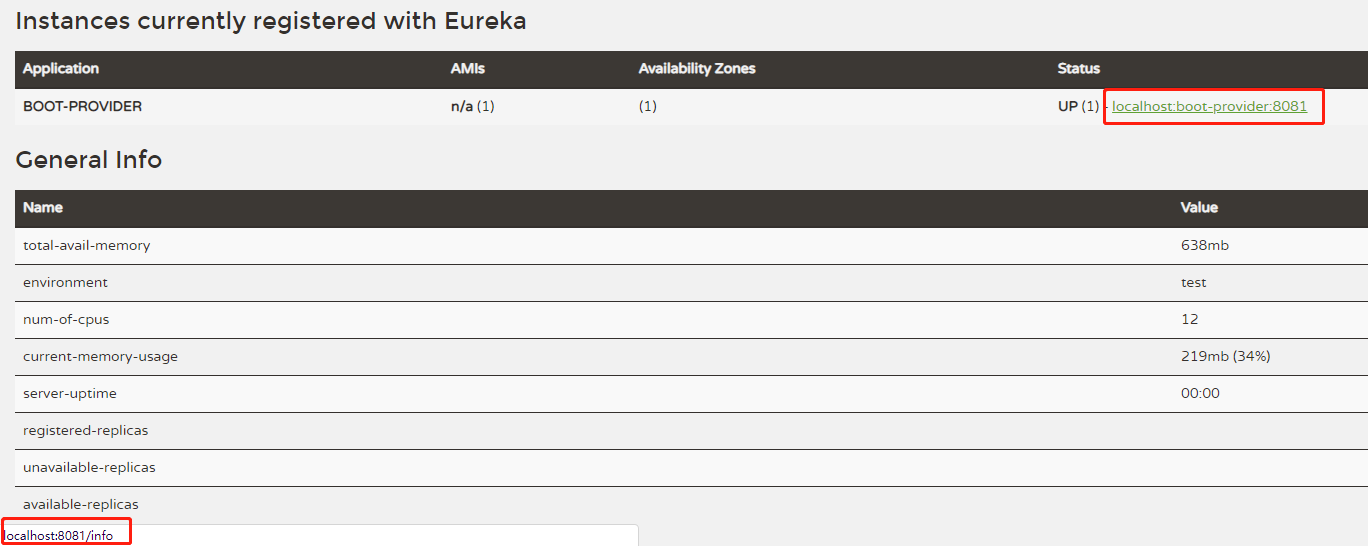 Instances currently registered with Eureka
Application AMIs Availability Zones Status
BOOT-PROVIDER n/a (1) (1) UP (1) - localhost:boot-provider:8081
General Info
Name Value
total-avail-memory 638mb
environment test
num-of-cpus 12
current-memory-usage 219mb (34%)
server-uptime 00:00
registered-replicas
unavailable-replicas
available-replicas
localhost:8081/info